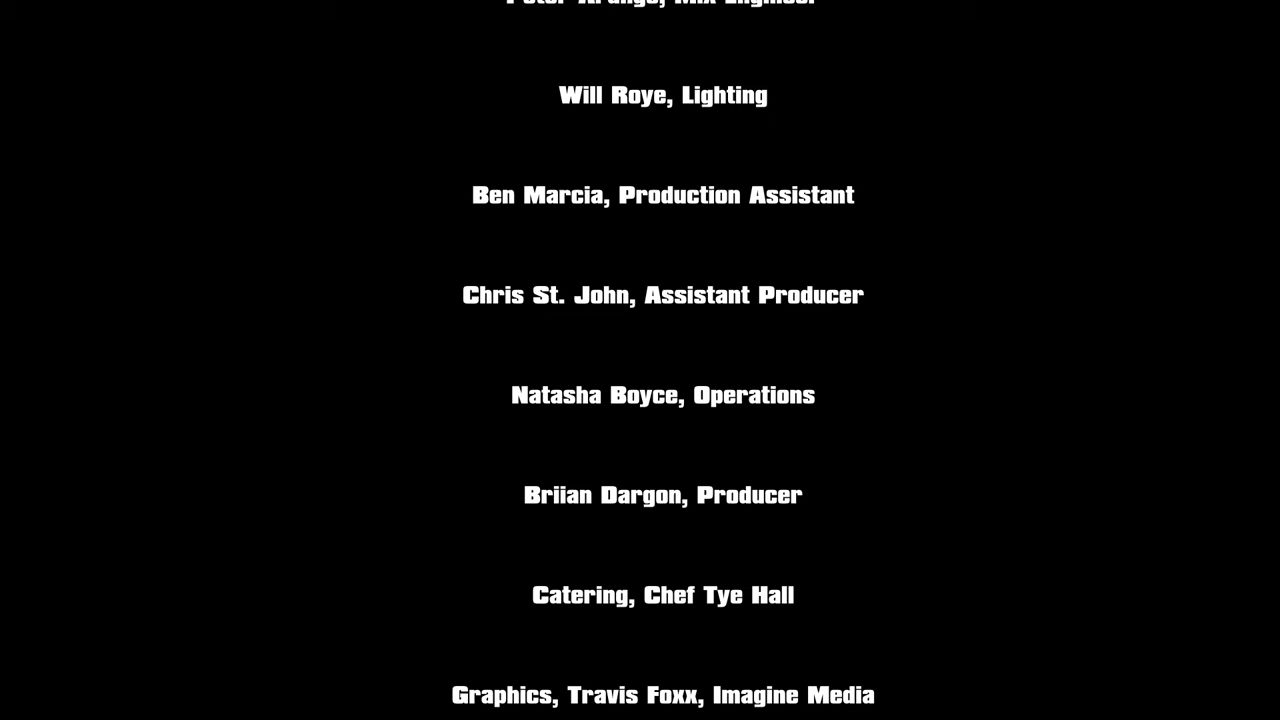 Will Roye, Lighting
Ben Marcia, Production Assistant
Chris St. John, Assistant Producer
Natasha Boyce, Operations
Briian Dargon, Producer
Catering, Chef Tye Hall
Graphics, Travis Foxx, Imagine Media